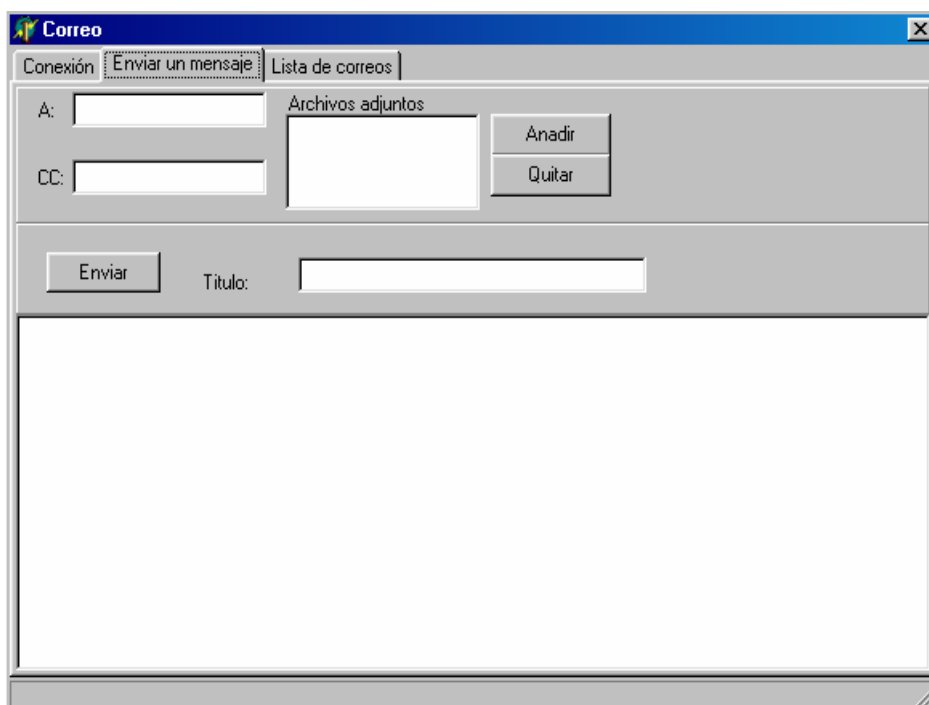 Correo
Conexión Enviar un mensaje Lista de correos
A:
Archivos adjuntos
Anadir
CC:
Quitar
Enviar
Titulo: